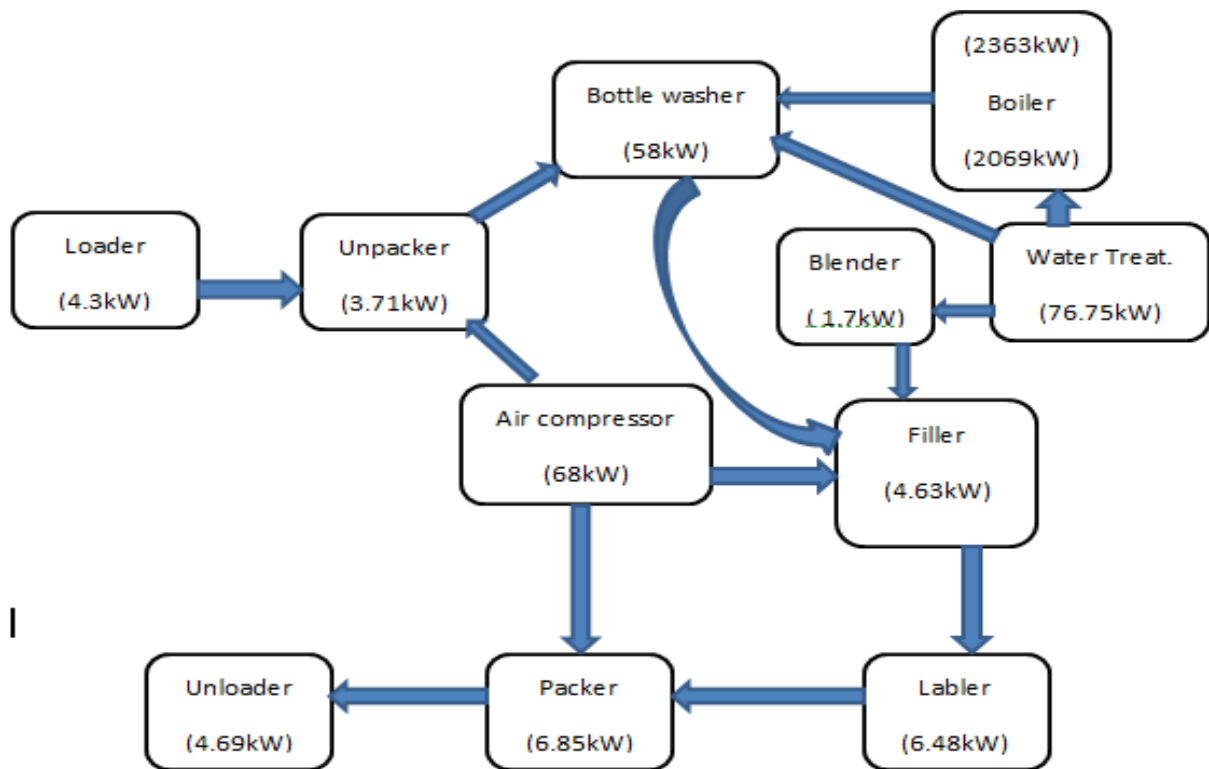 (2363kW)
Boiler
(2069kW)
Bottle washer
(58kW)
Loader
(4.3kW)
Unpacker
(3.71kW)
Blender
( 1.7kW)
Water Treat.
(76.75kW)
Air compressor
(68kW)
Filler
(4.63kW)
I
Unloader
(4.69kW)
Packer
(6.85kW)
Labler
(6.48kW)